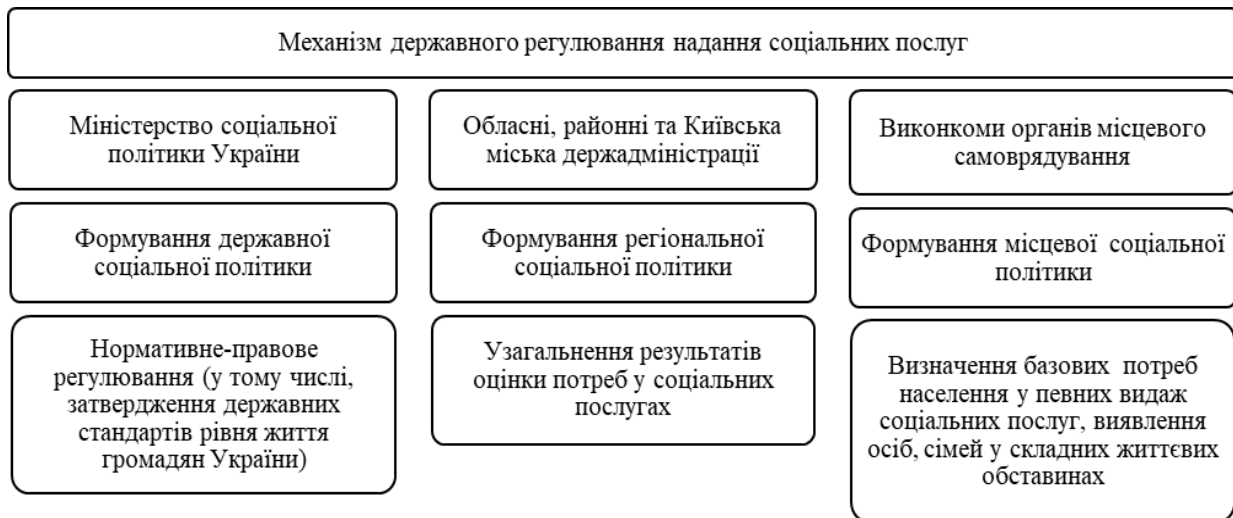 Механізм державного регулювання надання соціальних послуг
Міністерство соціальної
політики України
Обласні, районні та Київська
міська держадміністрації
Виконкоми органів місцевого
самоврядування
Формування державної
соціальної політики
Формування регіональної
соціальної політики
Формування місцевої соціальної
політики
Нормативне-правове
регулювання (у тому числі,
затвердження державних
стандартів рівня життя
громадян України)
Узагальнення результатів
оцінки потреб у соціальних
послугах
Визначення базових потреб
населення у певних видаж
соціальних послуг, виявлення
осіб, сімей у складних життєвих
обставинах